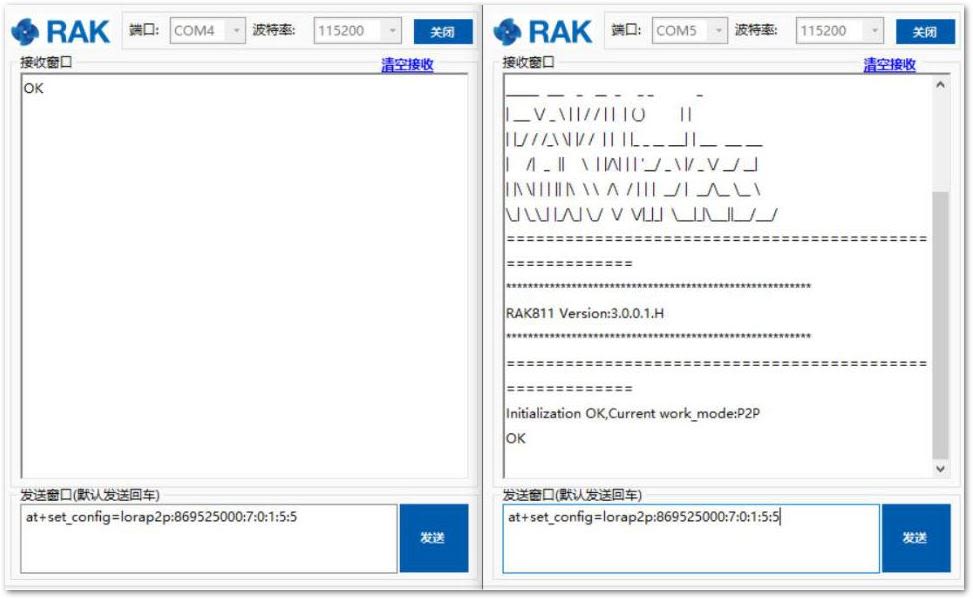 RAK 端口: COM4 波特率: 115200 关闭
接收窗口 清空接收
OK
发送窗口(默认发送回车)
at+set_config=lorap2p:869525000:7:0:1:5:5
发送
RAK 端口: COM5 波特率: 115200 关闭
接收窗口 清空接收
===========================================
=============
********************************************************
RAK811 Version:3.0.0.1.H
********************************************************
===========================================
=============
Initialization OK,Current work_mode:P2P
OK
发送窗口(默认发送回车)
at+set_config=lorap2p:869525000:7:0:1:5:5
发送